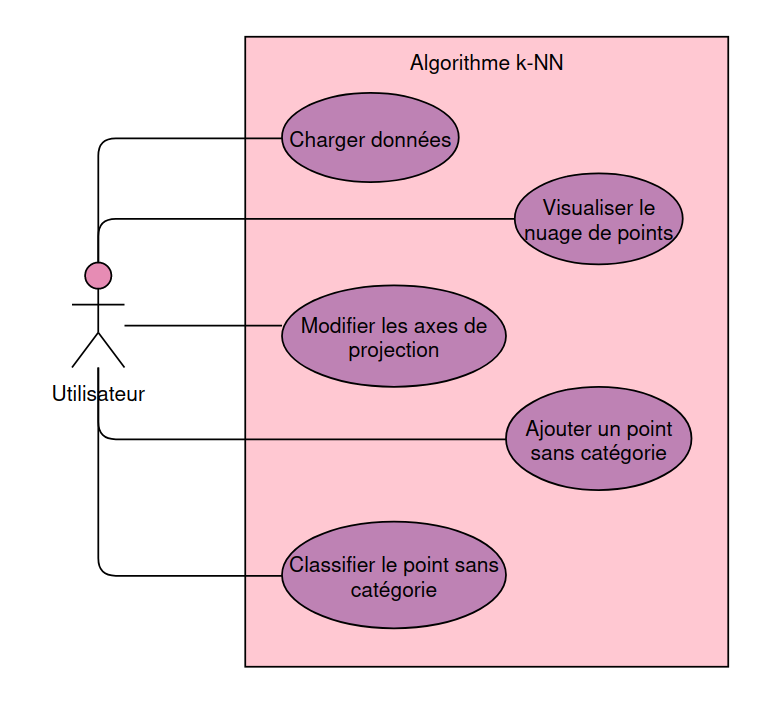 Algorithme k-NN
Charger données
Visualiser le
nuage de points
Modifier les axes de
projection
Utilisateur
Ajouter un point
sans catégorie
Classifier le point sans
catégorie